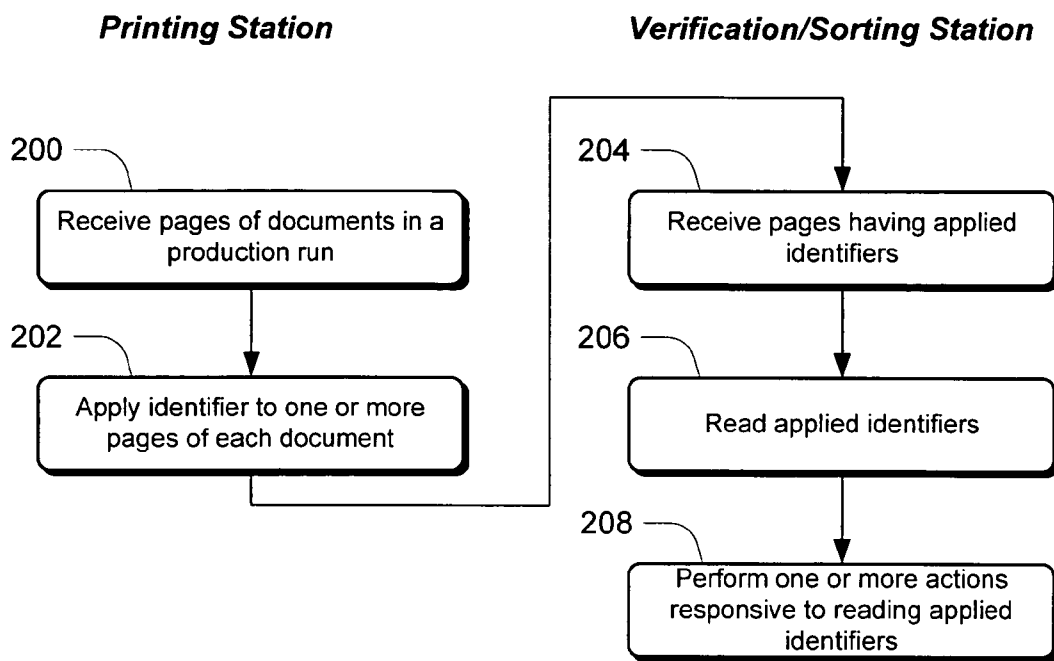 Printing Station
Verification/Sorting Station
200
Receive pages of documents in a
production run
202
Apply identifier to one or more
pages of each document
204
Receive pages having applied
identifiers
206
Read applied identifiers
208
Perform one or more actions
responsive to reading applied
identifiers